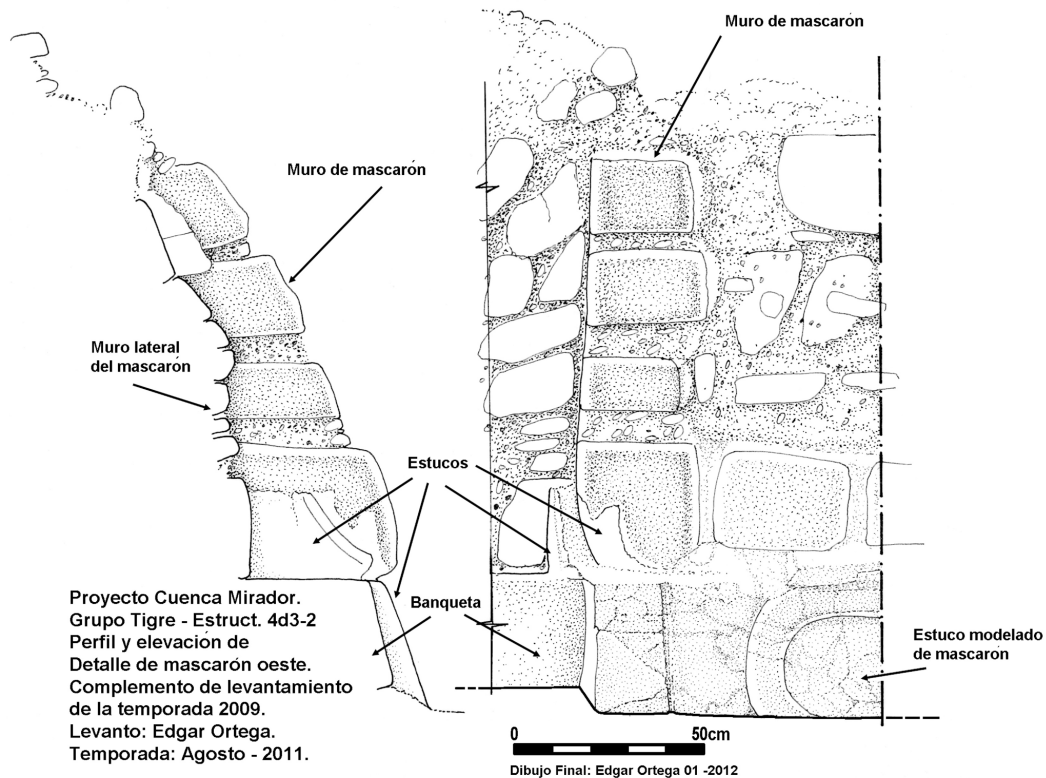 Muro de mascarón
Muro de mascarón
Muro lateral
del mascarón
Estucos
Banqueta
Estuco modelado
de mascaron
Proyecto Cuenca Mirador.
Grupo Tigre - Estruct. 4d3-2
Perfil y elevación de
Detalle de mascarón oeste.
Complemento de levantamiento
de la temporada 2009.
Levanto: Edgar Ortega.
Temporada: Agosto - 2011.
0 50cm
Dibujo Final: Edgar Ortega 01 -2012